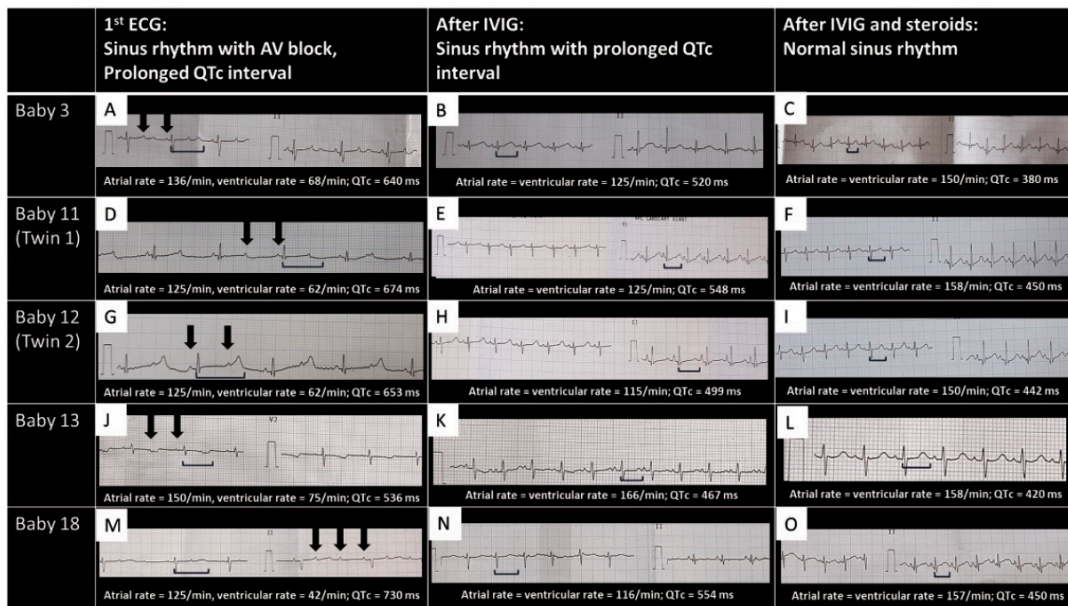 1st ECG:
Sinus rhythm with AV block,
Prolonged QTc interval
After IVIG:
Sinus rhythm with prolonged QTc
interval
After IVIG and steroids:
Normal sinus rhythm
Baby 3
A
Atrial rate = 136/min, ventricular rate = 68/min; QTc = 640 ms
B
II
Atrial rate = ventricular rate = 125/min; QTc = 520 ms
C
Atrial rate = ventricular rate = 150/min; QTc = 380 ms
Baby 11
(Twin 1)
D
Atrial rate = 125/min, ventricular rate = 62/min; QTc = 674 ms
E
Atrial rate = ventricular rate = 125/min; QTc = 548 ms
F
Atrial rate = ventricular rate = 158/min; QTc = 450 ms
Baby 12
(Twin 2)
G
Atrial rate = 125/min, ventricular rate = 62/min; QTc = 653 ms
H
Atrial rate = ventricular rate = 115/min; QTc = 499 ms
I
Atrial rate = ventricular rate = 150/min; QTc = 442 ms
Baby 13
J
V2
Atrial rate = 150/min, ventricular rate = 75/min; QTc = 536 ms
K
Atrial rate = ventricular rate = 166/min; QTc = 467 ms
L
Atrial rate = ventricular rate = 158/min; QTc = 420 ms
Baby 18
M
II
Atrial rate = 125/min, ventricular rate = 42/min; QTc = 730 ms
N
II
Atrial rate = ventricular rate = 116/min; QTc = 554 ms
O
II
Atrial rate = ventricular rate = 157/min; QTc = 450 ms